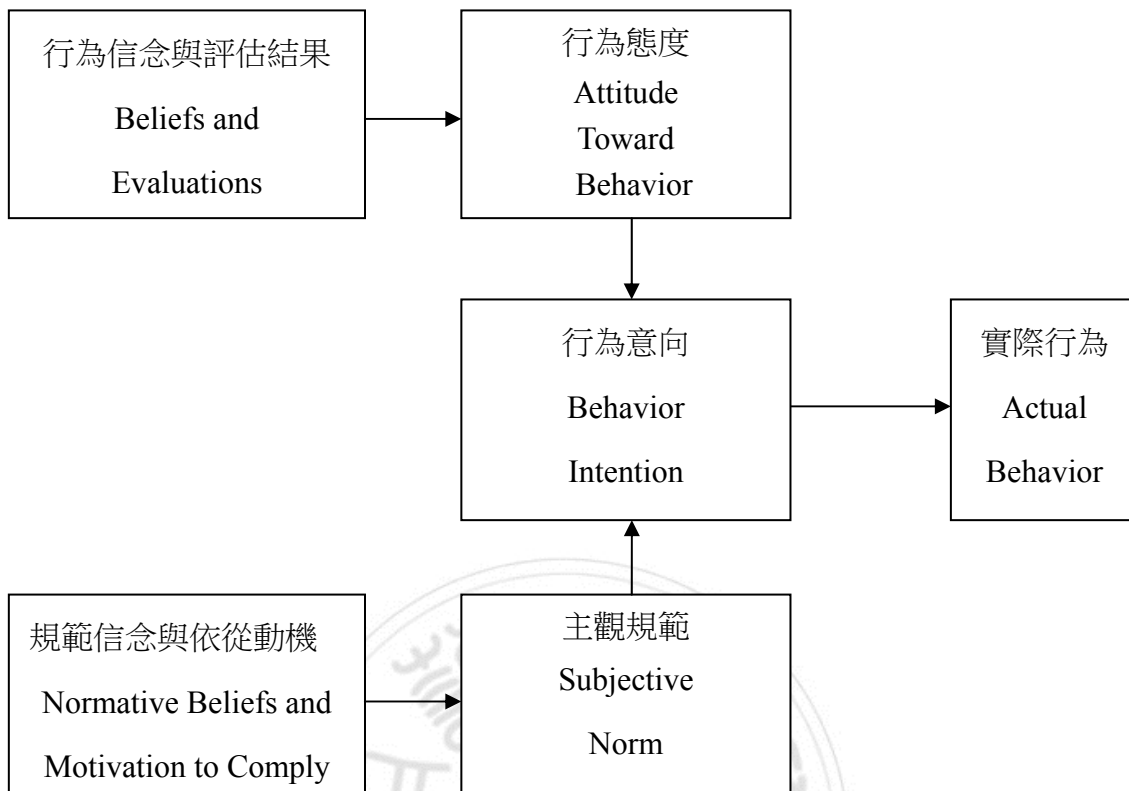 行為信念與評估結果
Beliefs and
Evaluations
行為態度
Attitude
Toward
Behavior
行為意向
Behavior
Intention
實際行為
Actual
Behavior
規範信念與依從動機
Normative Beliefs and
Motivation to Comply
主觀規範
Subjective
Norm